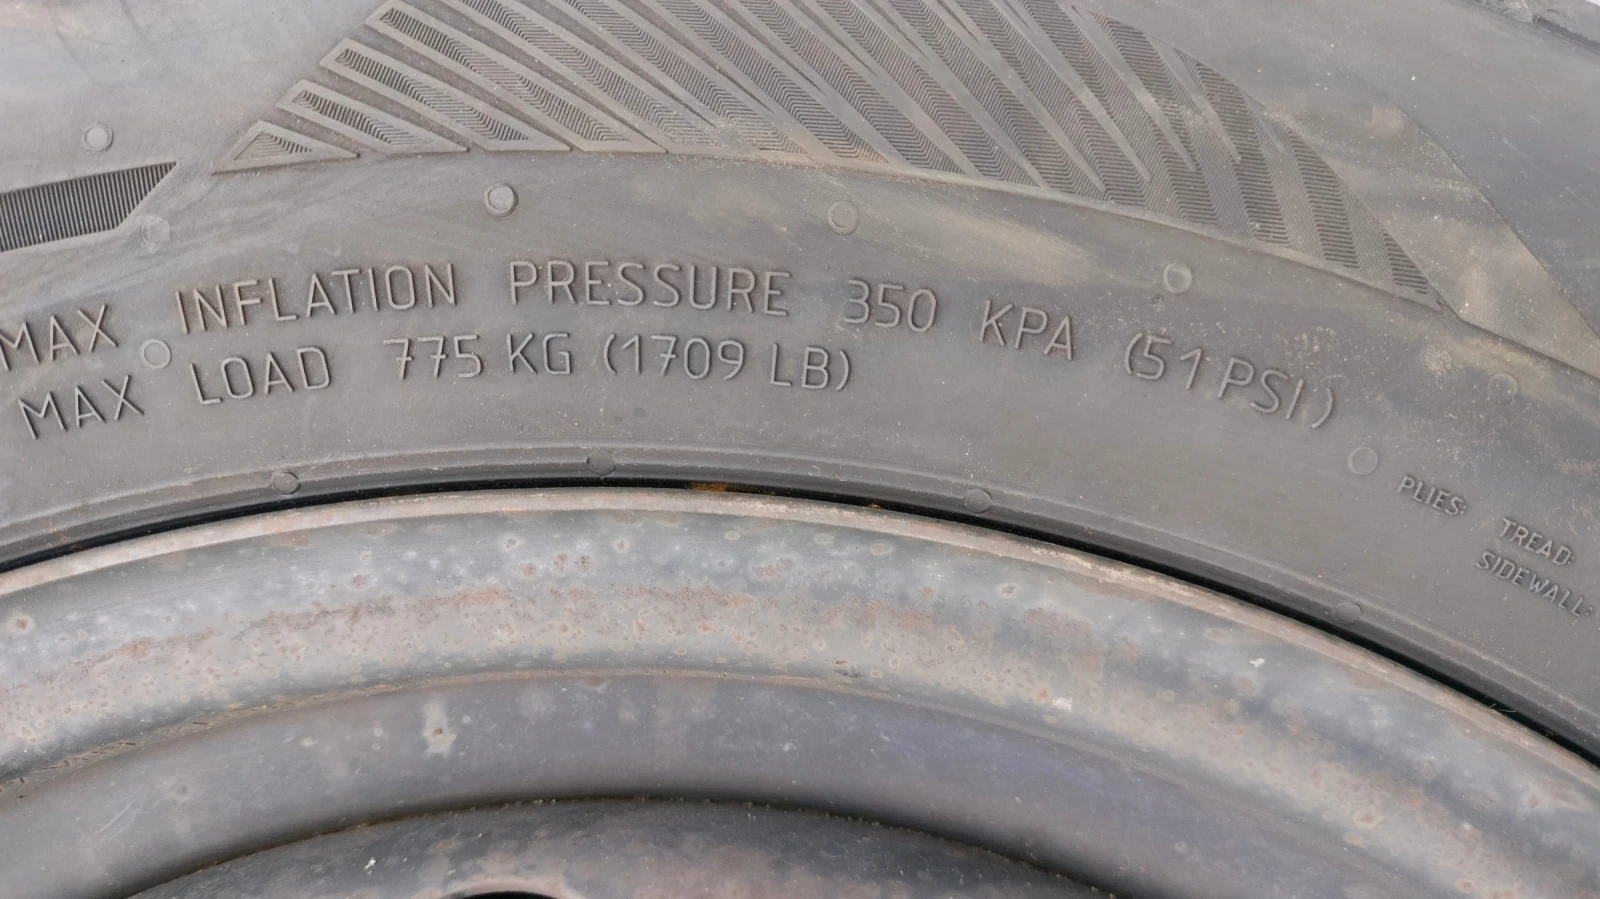 MAX INFLATION PRESSURE 350 KPA (51 PSI)
MAX LOAD 775 KG (1709 LB)
PLIES: TREAD:
SIDEWALL: